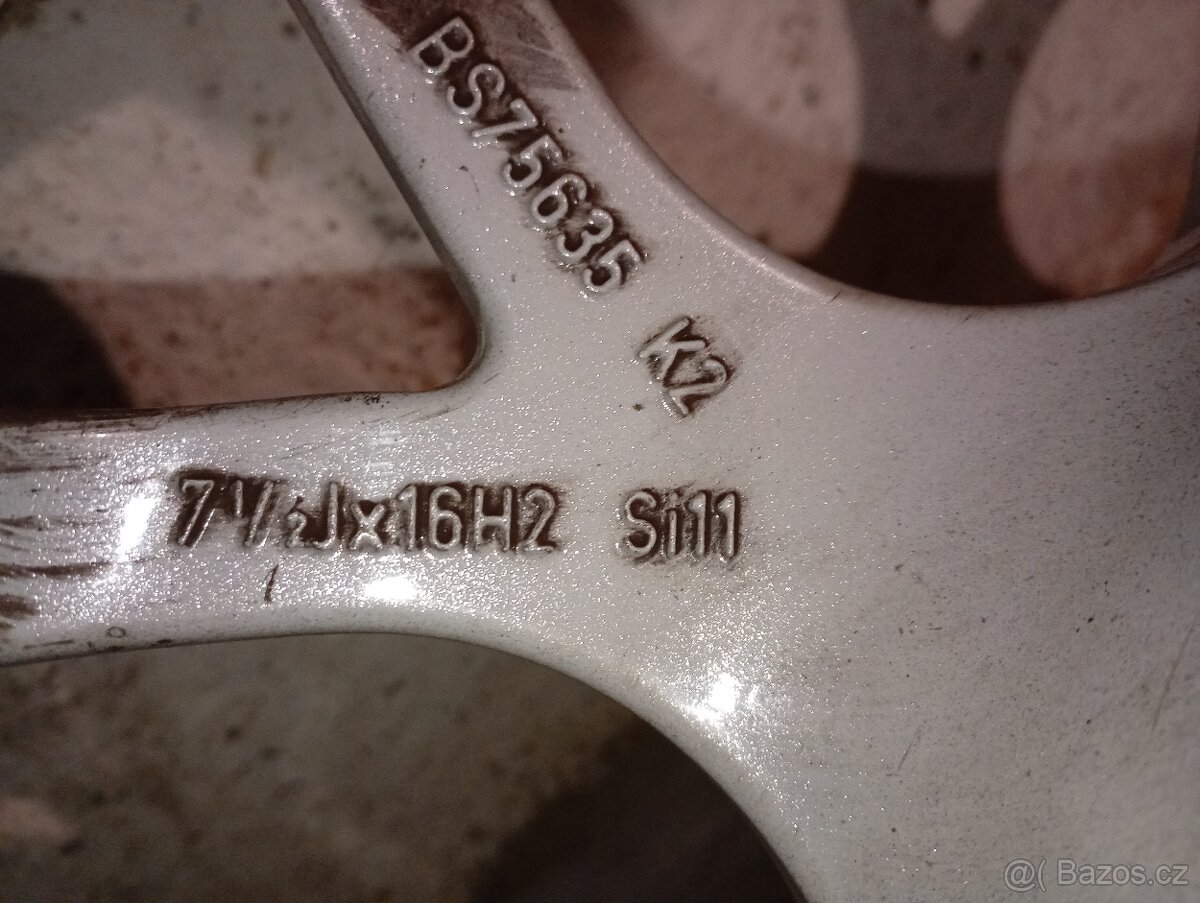 BS75635
K2
7½Jx16H2 Si11
@( Bazos.cz